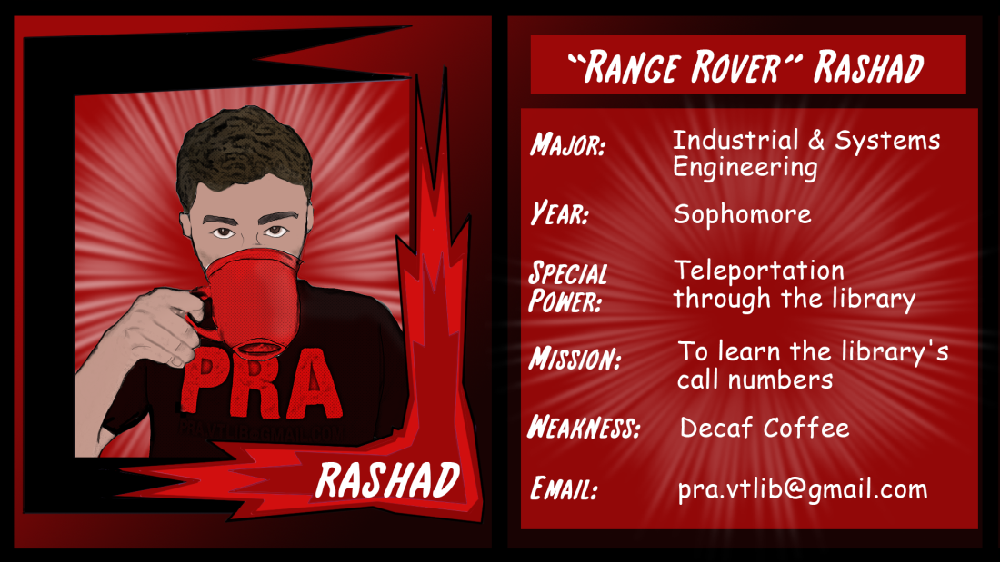 PRA
RASHAD
“RANGE ROVER” RASHAD
MAJOR: Industrial & Systems
Engineering
YEAR: Sophomore
SPECIAL
POWER:
Teleportation
through the library
MISSION: To learn the library's
call numbers
WEAKNESS: Decaf Coffee
EMAIL: pra.vtlib@gmail.com